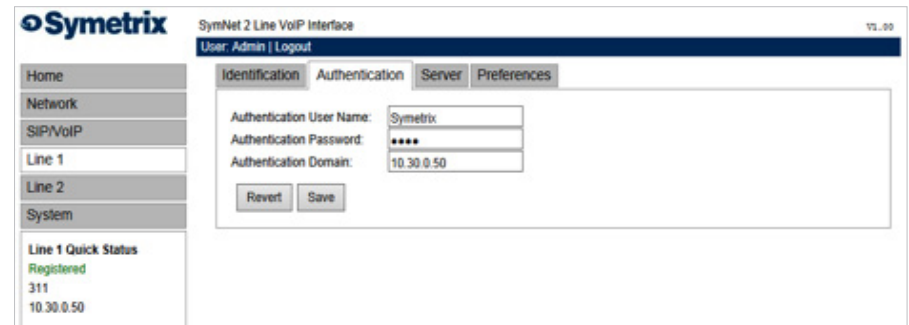 Symetrix
SymNet 2 Line VoIP Interface
V1.00
User: Admin | Logout
Home
Network
SIP/VoIP
Line 1
Line 2
System
Identification Authentication Server Preferences
Authentication User Name: Symetrix
Authentication Password: ••••
Authentication Domain: 10.30.0.50
Revert Save
Line 1 Quick Status
Registered
311
10.30.0.50